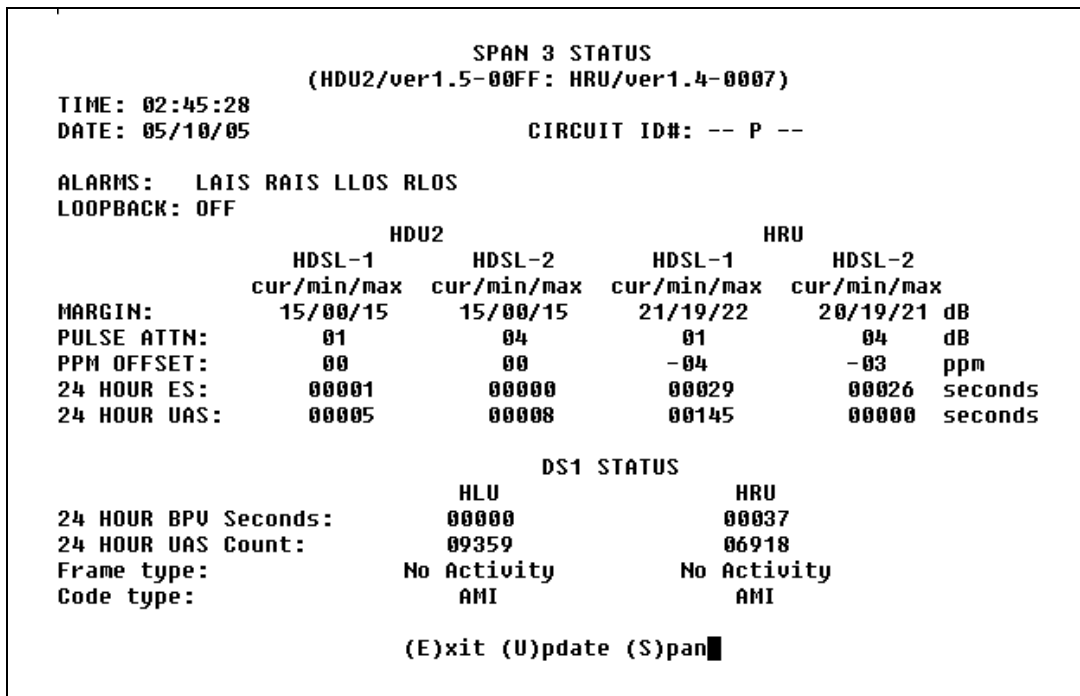 SPAN 3 STATUS
(HDU2/ver1.5-00FF: HRU/ver1.4-0007)
TIME: 02:45:28
DATE: 05/10/05 CIRCUIT ID#: -- P --
ALARMS: LAIS RAIS LLOS RLOS
LOOPBACK: OFF
HDU2 HRU
HDSL-1 HDSL-2 HDSL-1 HDSL-2
cur/min/max cur/min/max cur/min/max cur/min/max
MARGIN: 15/00/15 15/00/15 21/19/22 20/19/21 dB
PULSE ATTN: 01 04 01 04 dB
PPM OFFSET: 00 00 -04 -03 ppm
24 HOUR ES: 00001 00000 00029 00026 seconds
24 HOUR UAS: 00005 00008 00145 00000 seconds
DS1 STATUS
HLU HRU
24 HOUR BPV Seconds: 00000 00037
24 HOUR UAS Count: 09359 06918
Frame type: No Activity No Activity
Code type: AMI AMI
(E)xit (U)pdate (S)pan